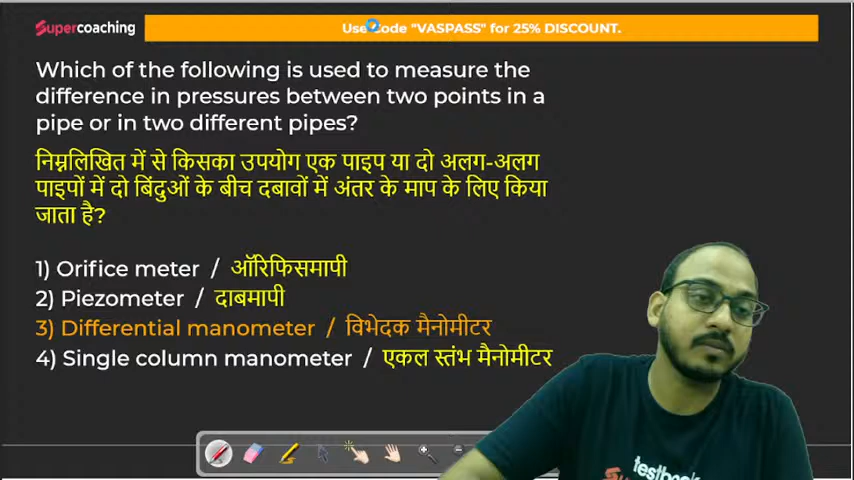 Supercoaching
Use Code "VASPASS" for 25% DISCOUNT.
Which of the following is used to measure the
difference in pressures between two points in a
pipe or in two different pipes?
निम्नलिखित में से किसका उपयोग एक पाइप या दो अलग-अलग
पाइपों में दो बिंदुओं के बीच दबावों में अंतर के माप के लिए किया
जाता है?
1) Orifice meter / ऑरिफिसमापी
2) Piezometer / दाबमापी
3) Differential manometer / विभेदक मैनोमीटर
4) Single column manometer / एकल स्तंभ मैनोमीटर